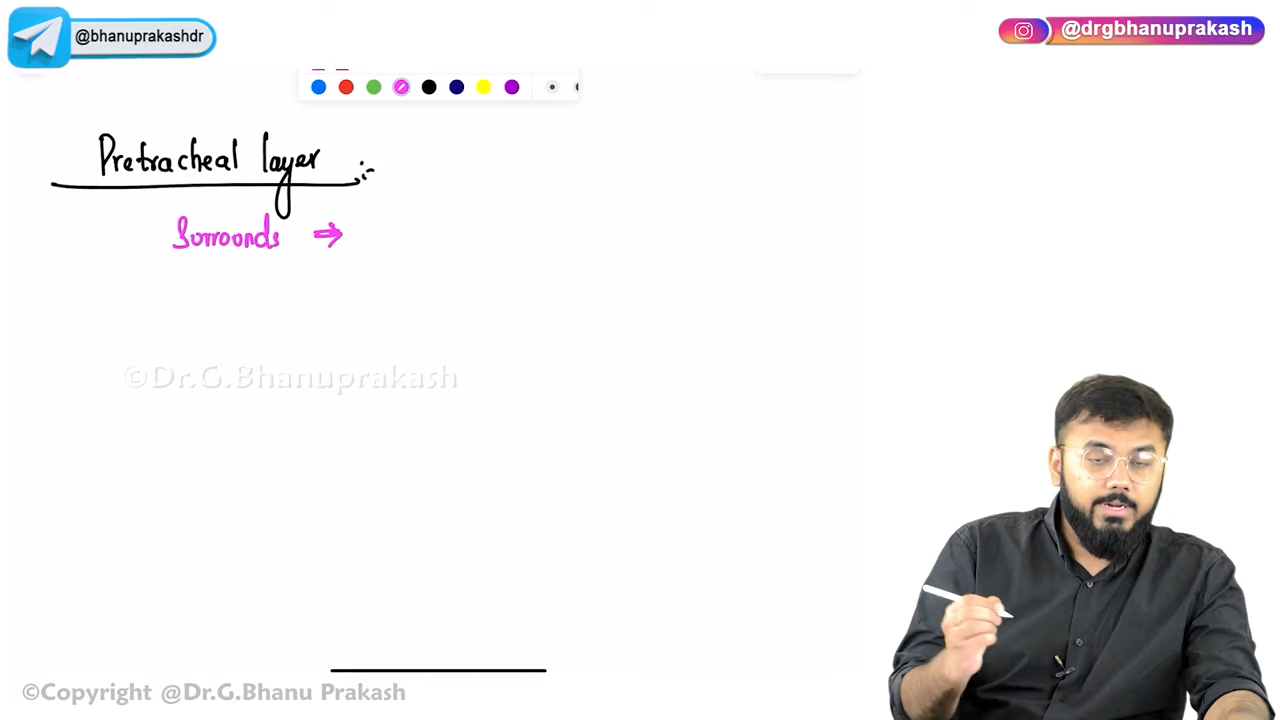 @bhanuprakashdr
@drgbhanuprakash
Pretracheal layer :-
Surrounds →
©Dr.G.Bhanuprakash
©Copyright @Dr.G.Bhanu Prakash